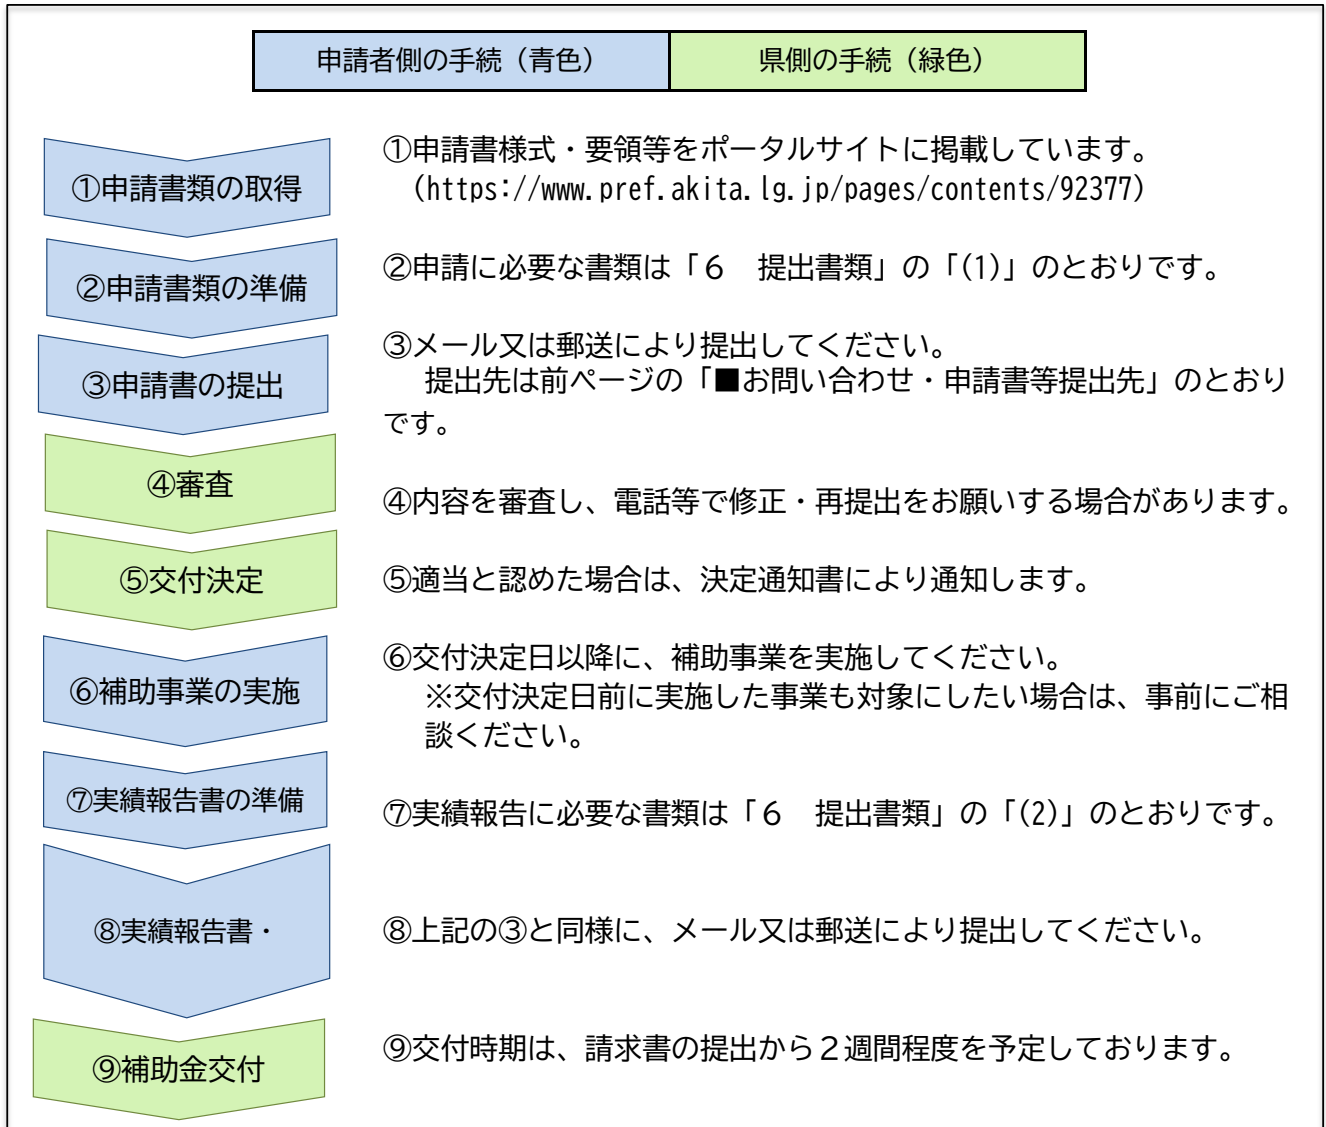 申請者側の手続（青色）
県側の手続（緑色）
①申請書類の取得
①申請書様式・要領等をポータルサイトに掲載しています。
（https://www.pref.akita.lg.jp/pages/contents/92377）
②申請書類の準備
②申請に必要な書類は「６　提出書類」の「(1)」のとおりです。
③申請書の提出
③メール又は郵送により提出してください。
提出先は前ページの「■お問い合わせ・申請書等提出先」のとおり
です。
④審査
④内容を審査し、電話等で修正・再提出をお願いする場合があります。
⑤交付決定
⑤適当と認めた場合は、決定通知書により通知します。
⑥補助事業の実施
⑥交付決定日以降に、補助事業を実施してください。
※交付決定日前に実施した事業も対象にしたい場合は、事前にご相
談ください。
⑦実績報告書の準備
⑦実績報告に必要な書類は「６　提出書類」の「(2)」のとおりです。
⑧実績報告書・
⑧上記の③と同様に、メール又は郵送により提出してください。
⑨補助金交付
⑨交付時期は、請求書の提出から２週間程度を予定しております。